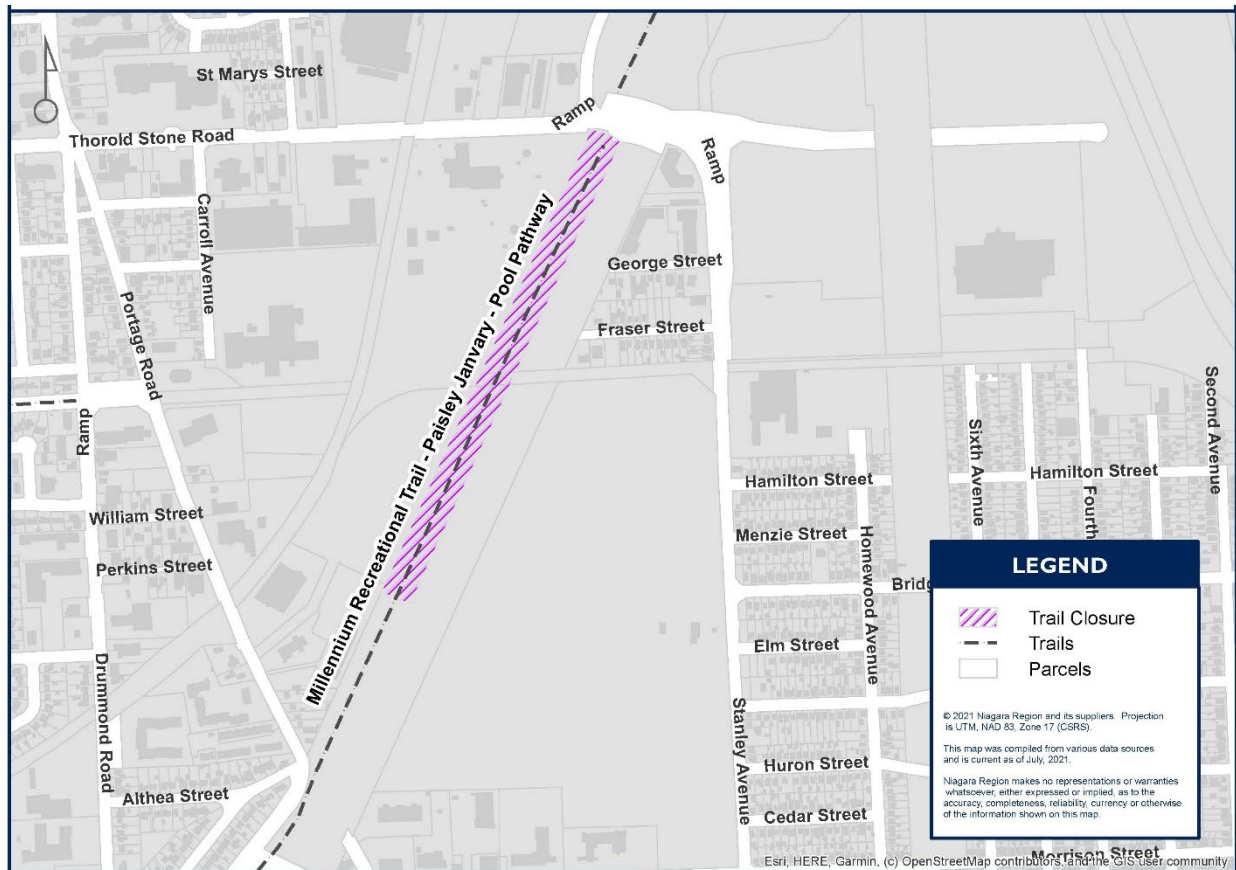 St Marys Street
Thorold Stone Road
Ramp
Ramp
Carroll Avenue
Millennium Recreational Trail - Paisley Janvary - Pool Pathway
George Street
Fraser Street
Portage Road
Ramp
William Street
Perkins Street
Drummond Road
Althea Street
Second Avenue
Sixth Avenue
Hamilton Street
Hamilton Street
Fourth
Menzie Street
Homewood Avenue
Bridg
Elm Street
Stanley Avenue
Huron Street
Cedar Street
Morrison Street
LEGEND
Trail Closure
Trails
Parcels
© 2021 Niagara Region and its suppliers. Projection
is UTM, NAD 83, Zone 17 (CSRS).
This map was compiled from various data sources
and is current as of July, 2021.
Niagara Region makes no representations or warranties
whatsoever, either expressed or implied, as to the
accuracy, completeness, reliability, currency or otherwise
of the information shown on this map.
Esri, HERE, Garmin, (c) OpenStreetMap contributors, and the GIS user community